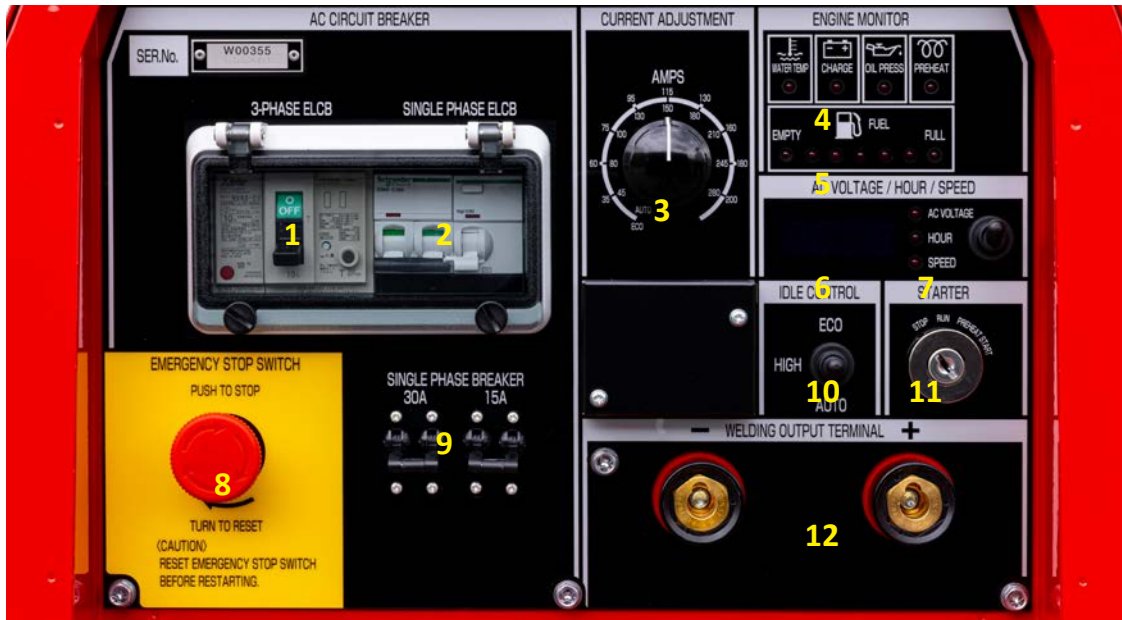 AC CIRCUIT BREAKER
SER.No.
W00355
3-PHASE ELCB
SINGLE PHASE ELCB
OFF
1
Schneider
2
EMERGENCY STOP SWITCH
PUSH TO STOP
8
TURN TO RESET
〈CAUTION〉
RESET EMERGENCY STOP SWITCH
BEFORE RESTARTING.
SINGLE PHASE BREAKER
30A 15A
9
CURRENT ADJUSTMENT
AMPS
115
95 130
150
130 180
75 160
100 210
60 80 245 180
45 280
35 200
AUTO
ECO
3
ENGINE MONITOR
WATER TEMP
CHARGE
OIL PRESS
PREHEAT
4
EMPTY
FUEL
FULL
5
AC VOLTAGE / HOUR / SPEED
AC VOLTAGE
HOUR
SPEED
6
IDLE CONTROL
ECO
HIGH
10
AUTO
7
STARTER
STOP RUN PREHEAT START
11
− WELDING OUTPUT TERMINAL +
12